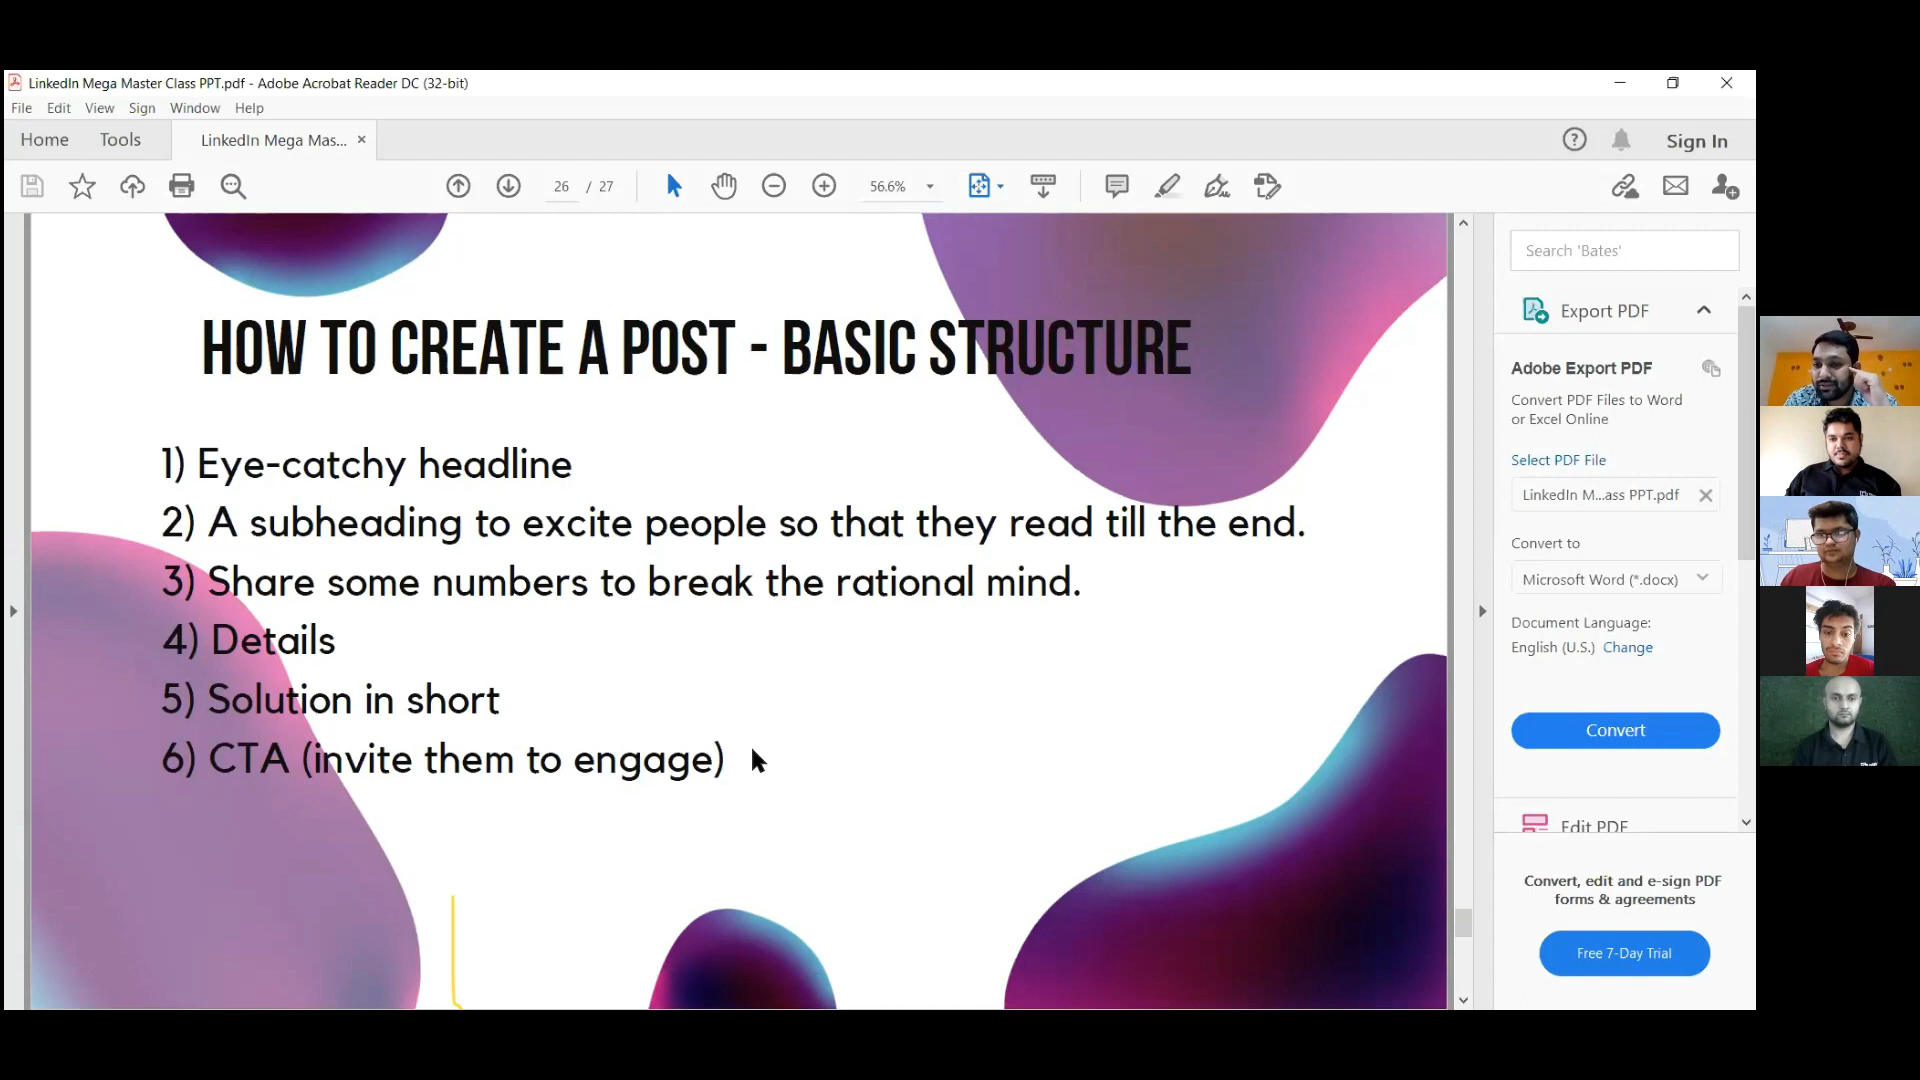 LinkedIn Mega Master Class PPT.pdf - Adobe Acrobat Reader DC (32-bit)
File Edit View Sign Window Help
Home Tools LinkedIn Mega Mas... Sign In
26 / 27 56.6%
Search 'Bates'
Export PDF
Adobe Export PDF
Convert PDF Files to Word
or Excel Online
Select PDF File
LinkedIn M...ass PPT.pdf
Convert to
Microsoft Word (*.docx)
Document Language:
English (U.S.) Change
Convert
Edit PDF
Convert, edit and e-sign PDF
forms & agreements
Free 7-Day Trial
HOW TO CREATE A POST - BASIC STRUCTURE
1) Eye-catchy headline
2) A subheading to excite people so that they read till the end.
3) Share some numbers to break the rational mind.
4) Details
5) Solution in short
6) CTA (invite them to engage)